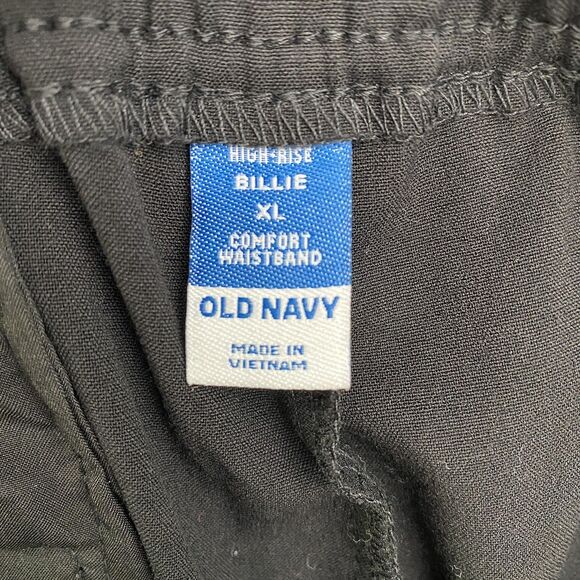 HIGH•RISE
BILLIE
XL
COMFORT
WAISTBAND
OLD NAVY
MADE IN
VIETNAM